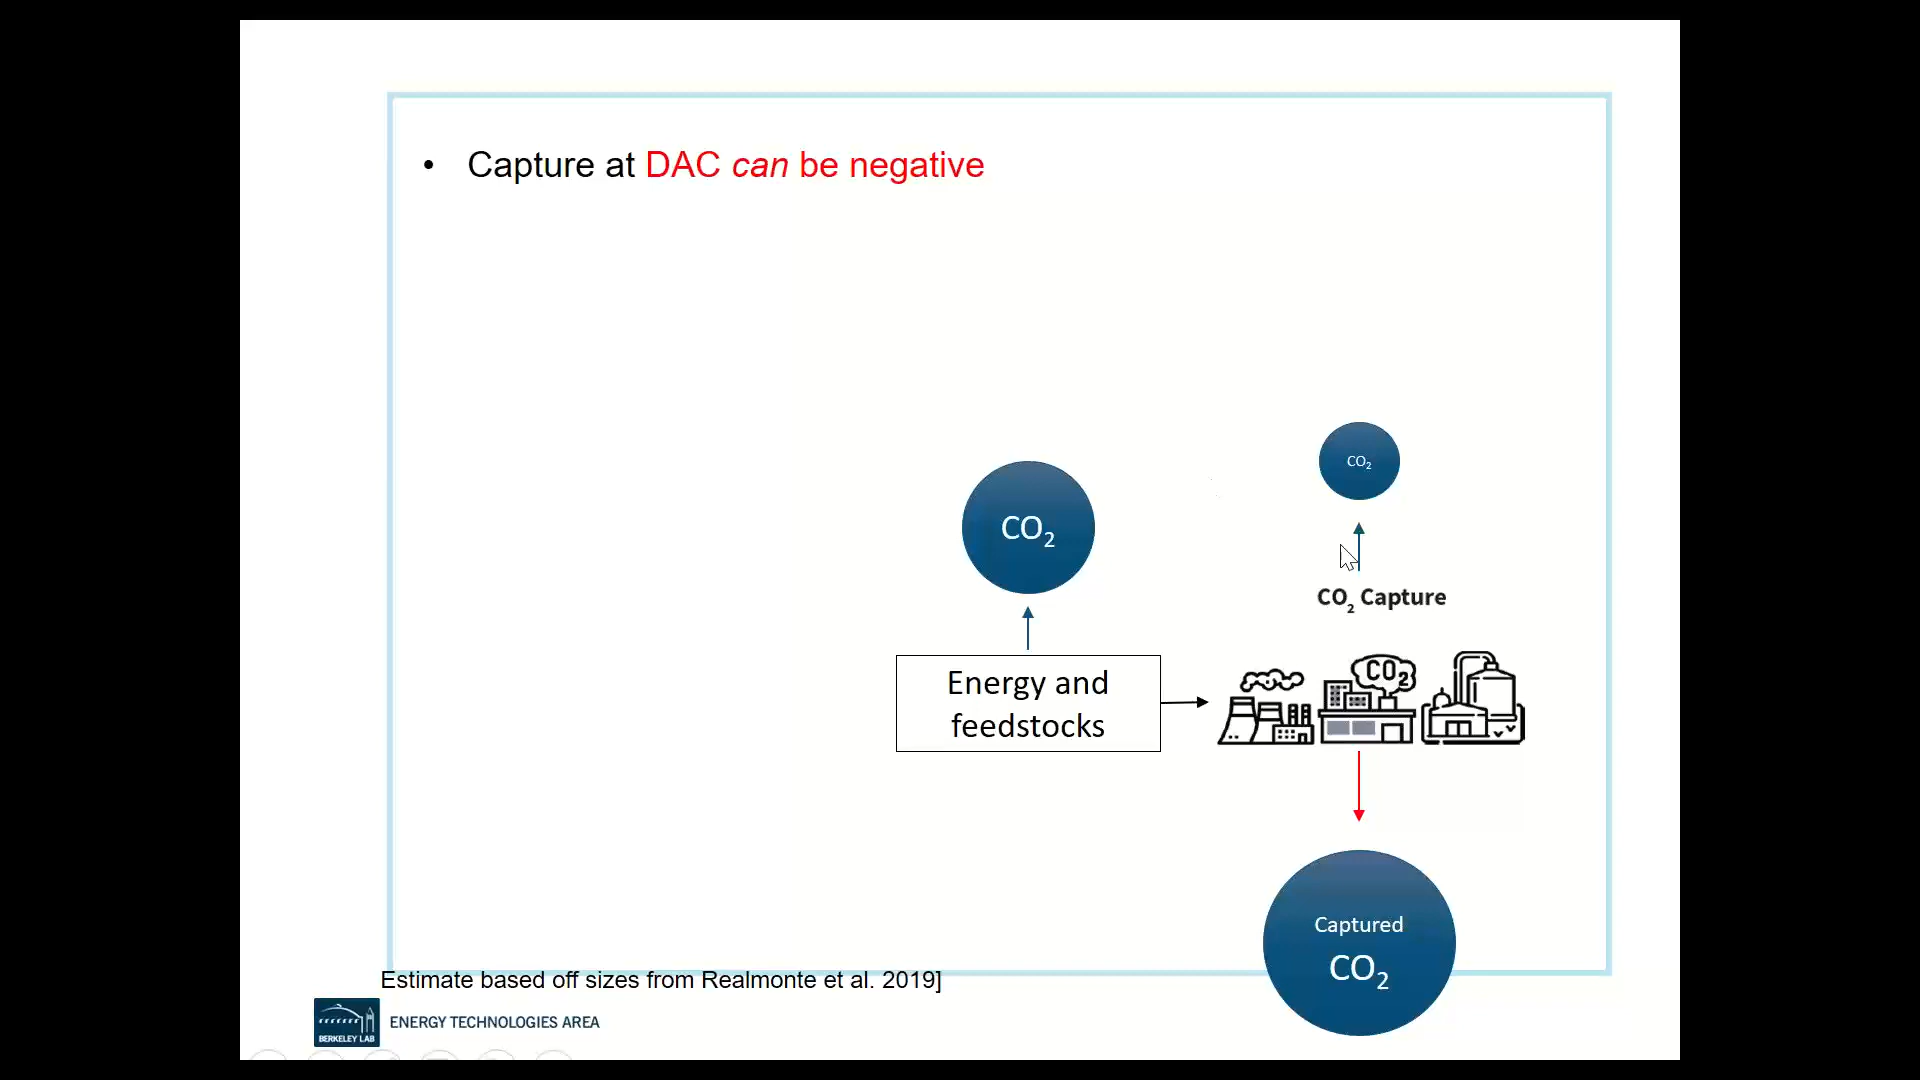 • Capture at DAC can be negative
CO₂
CO₂
CO₂ Capture
Energy and
feedstocks
CO₂
Captured
CO₂
Estimate based off sizes from Realmonte et al. 2019]
BERKELEY LAB
ENERGY TECHNOLOGIES AREA